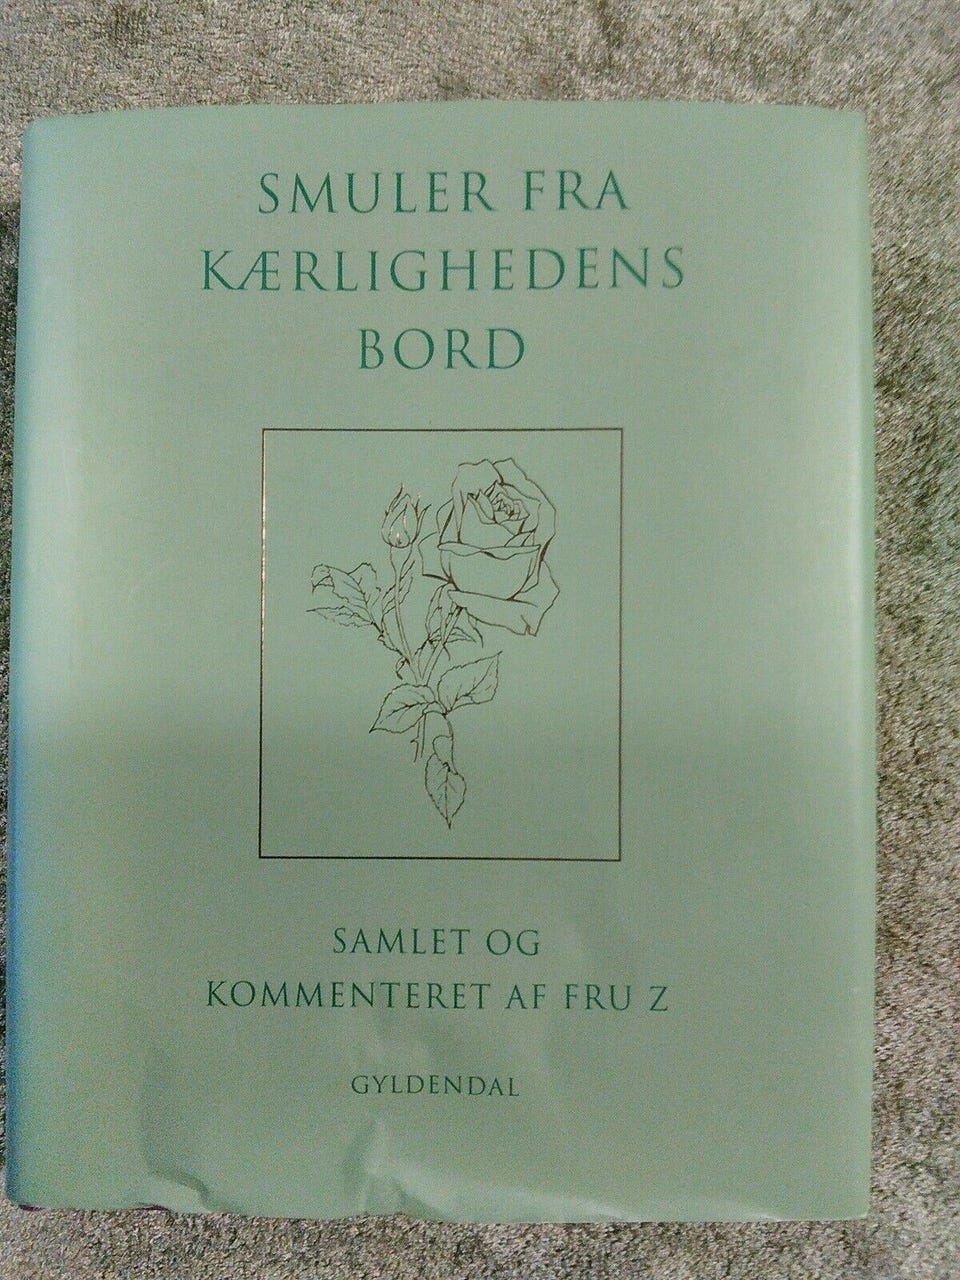 SMULER FRA
KÆRLIGHEDENS
BORD
SAMLET OG
KOMMENTERET AF FRU Z
GYLDENDAL